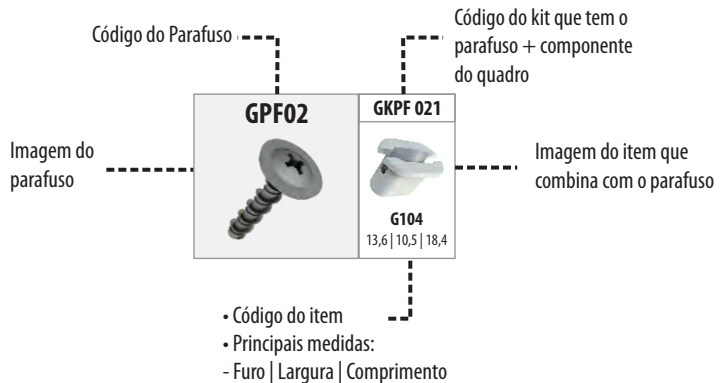 Código do Parafuso
Código do kit que tem o
parafuso + componente
do quadro
GPF02
GKPF 021
Imagem do
parafuso
Imagem do item que
combina com o parafuso
G104
13,6 | 10,5 | 18,4
• Código do item
• Principais medidas:
- Furo | Largura | Comprimento